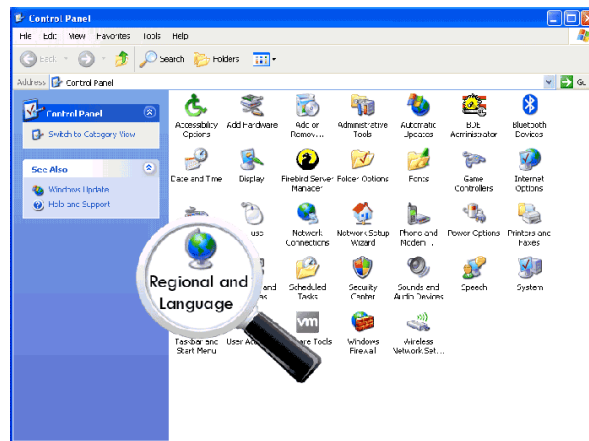 Control Panel
File Edit View Favorites Tools Help
Back Search Folders
Address Control Panel
Control Panel
Switch to Category View
See Also
Windows Update
Help and Support
Accessibility Options
Add Hardware
Add or Remov...
Administrative Tools
Automatic Updates
BDE Administrator
Bluetooth Devices
Date and Time
Display
Firebird Server Manager
Folder Options
Fonts
Game Controllers
Internet Options
Network Connections
Network Setup Wizard
Phone and Modem ...
Power Options
Printers and Faxes
Regional and
Language
Scheduled Tasks
Security Center
Sounds and Audio Devices
Speech
System
Taskbar and Start Menu
Tools
Windows Firewall
Wireless Network Set...